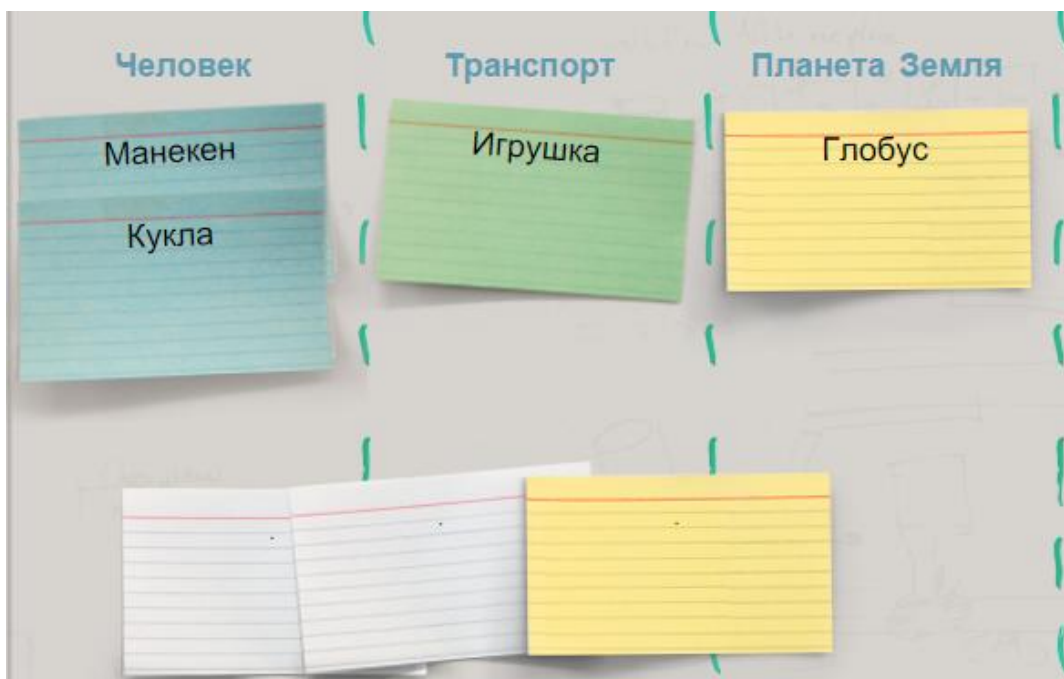 Человек
Транспорт
Планета Земля
Манекен
Кукла
Игрушка
Глобус